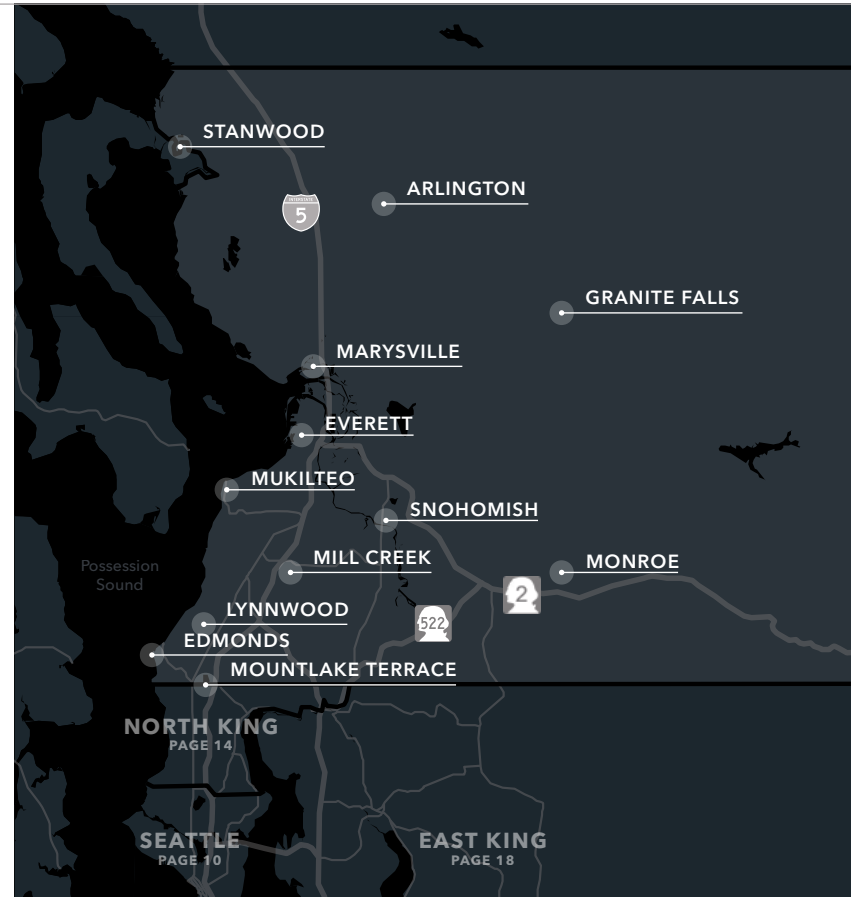 STANWOOD
ARLINGTON
INTERSTATE
5
GRANITE FALLS
MARYSVILLE
EVERETT
MUKILTEO
SNOHOMISH
MILL CREEK
MONROE
Possession
Sound
2
LYNNWOOD
522
EDMONDS
MOUNTLAKE TERRACE
NORTH KING
PAGE 14
SEATTLE
PAGE 10
EAST KING
PAGE 18